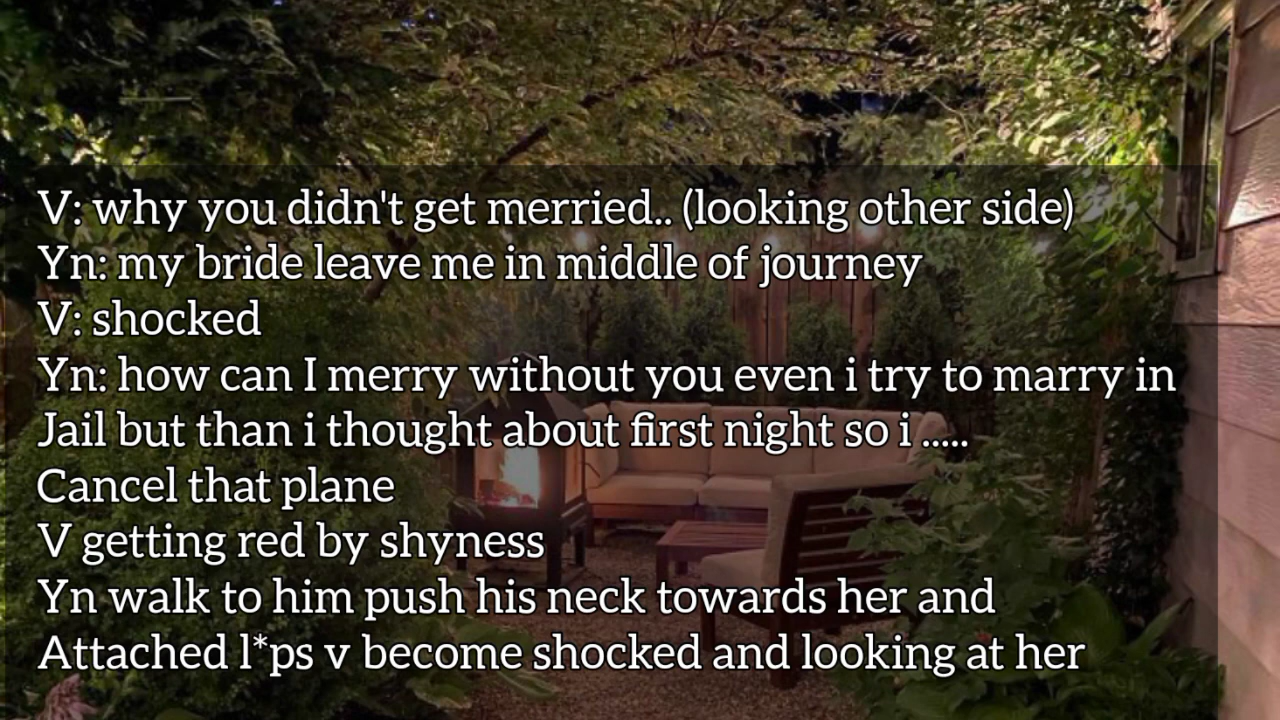 V: why you didn't get merried.. (looking other side)
Yn: my bride leave me in middle of journey
V: shocked
Yn: how can I merry without you even i try to marry in
Jail but than i thought about first night so i .....
Cancel that plane
V getting red by shyness
Yn walk to him push his neck towards her and
Attached l*ps v become shocked and looking at her